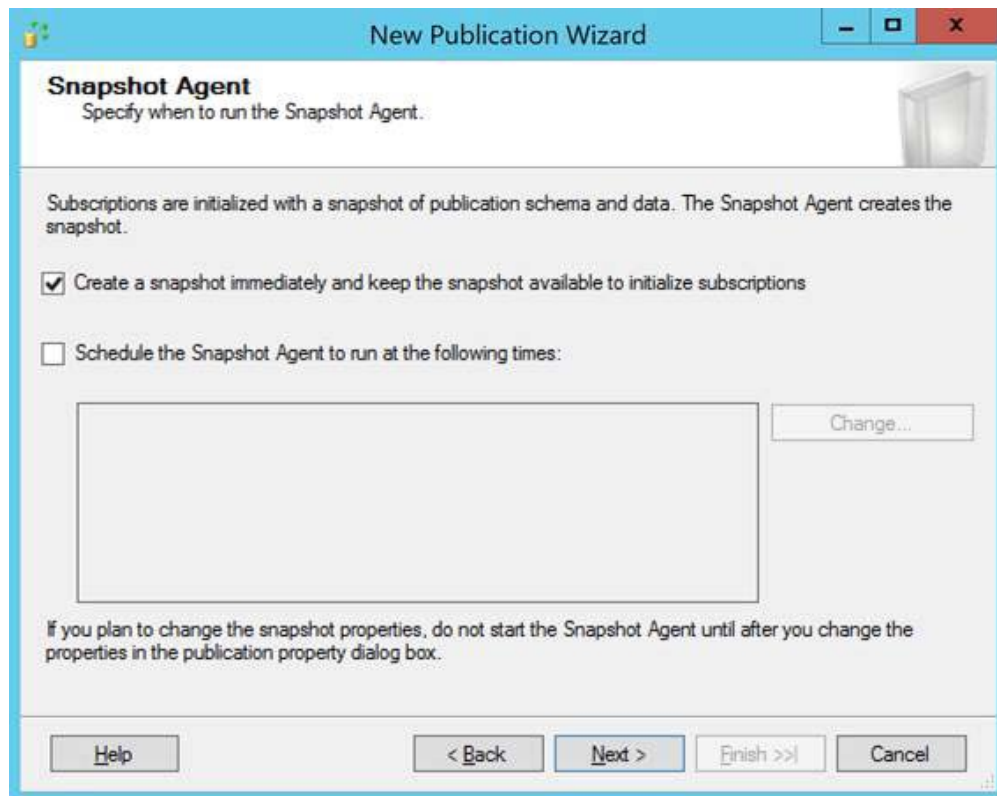 New Publication Wizard
Snapshot Agent
Specify when to run the Snapshot Agent.
Subscriptions are initialized with a snapshot of publication schema and data. The Snapshot Agent creates the
snapshot.
Create a snapshot immediately and keep the snapshot available to initialize subscriptions
Schedule the Snapshot Agent to run at the following times:
Change...
If you plan to change the snapshot properties, do not start the Snapshot Agent until after you change the
properties in the publication property dialog box.
Help < Back Next > Finish >>| Cancel